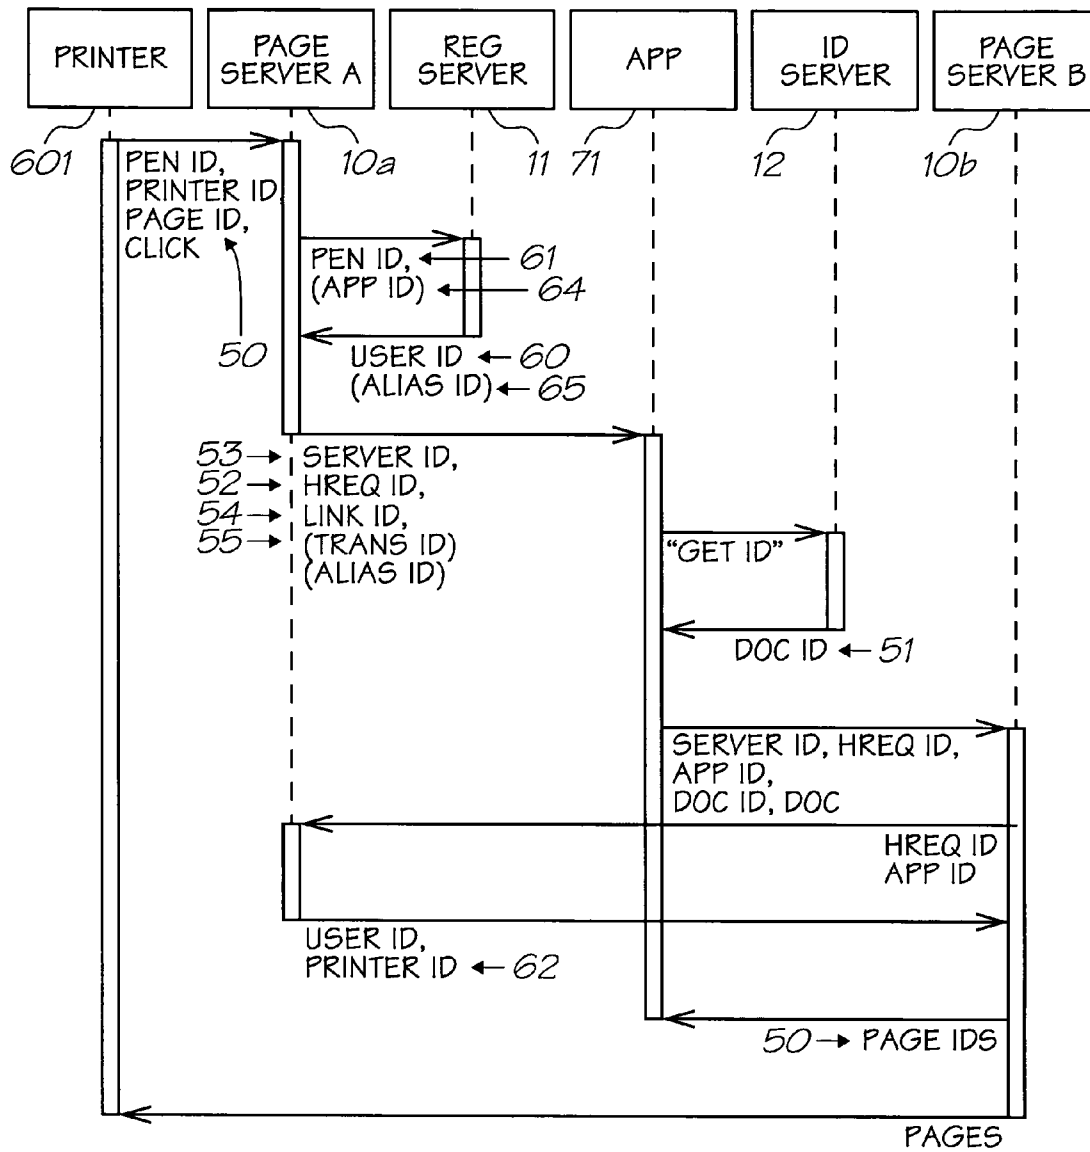 PRINTER
PAGE
SERVER A
REG
SERVER
APP
ID
SERVER
PAGE
SERVER B
601
10a
11
71
12
10b
PEN ID,
PRINTER ID
PAGE ID,
CLICK
50
PEN ID, 61
(APP ID) 64
USER ID 60
(ALIAS ID) 65
53 SERVER ID,
52 HREQ ID,
54 LINK ID,
55 (TRANS ID)
(ALIAS ID)
“GET ID”
DOC ID 51
SERVER ID, HREQ ID,
APP ID,
DOC ID, DOC
HREQ ID
APP ID
USER ID,
PRINTER ID 62
50 PAGE IDS
PAGES